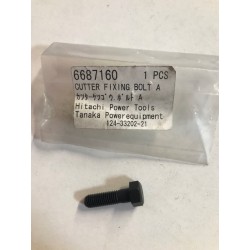 6687160 1 PCS
CUTTER FIXING BOLT A
A
Hitachi Power Tools
Tanaka Powerequipment
124-33202-21